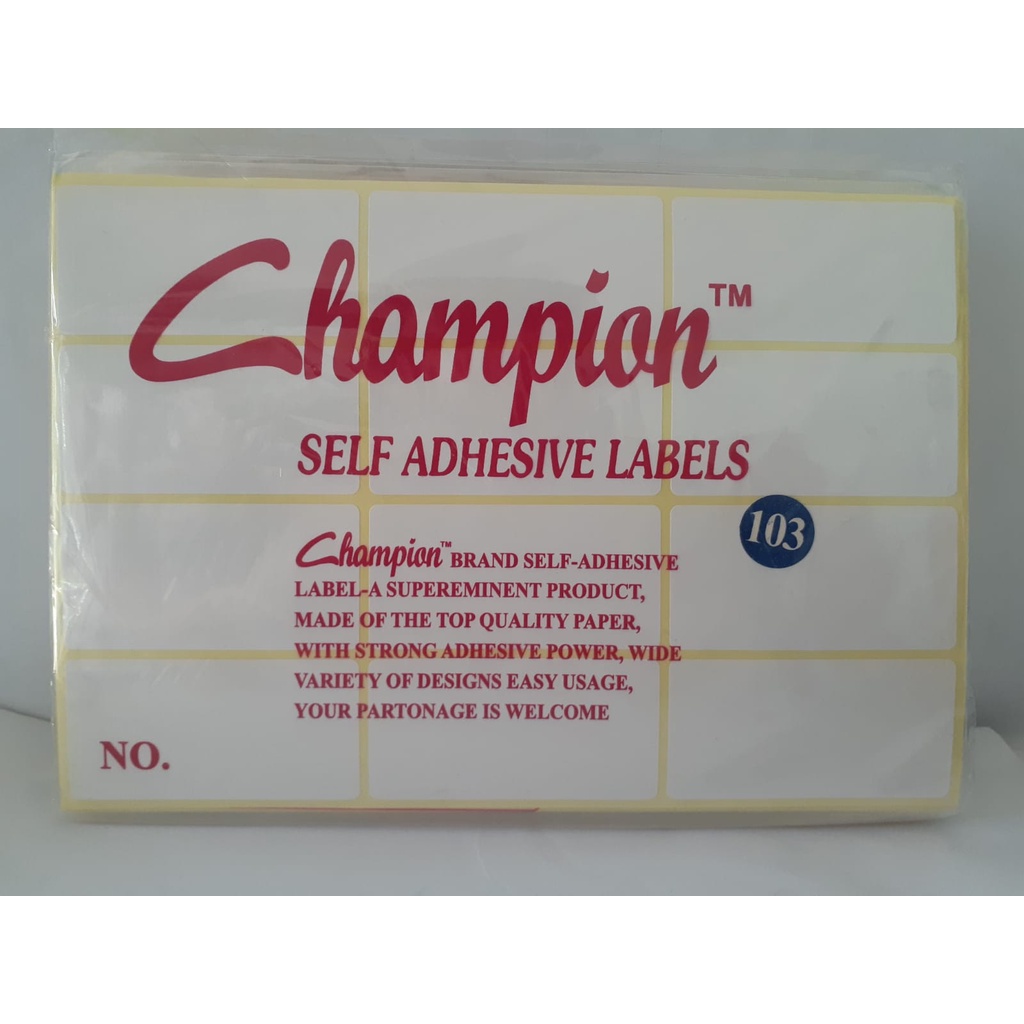 Champion™
SELF ADHESIVE LABELS
103
Champion™ BRAND SELF-ADHESIVE
LABEL-A SUPEREMINENT PRODUCT,
MADE OF THE TOP QUALITY PAPER,
WITH STRONG ADHESIVE POWER, WIDE
VARIETY OF DESIGNS EASY USAGE,
YOUR PARTONAGE IS WELCOME
NO.